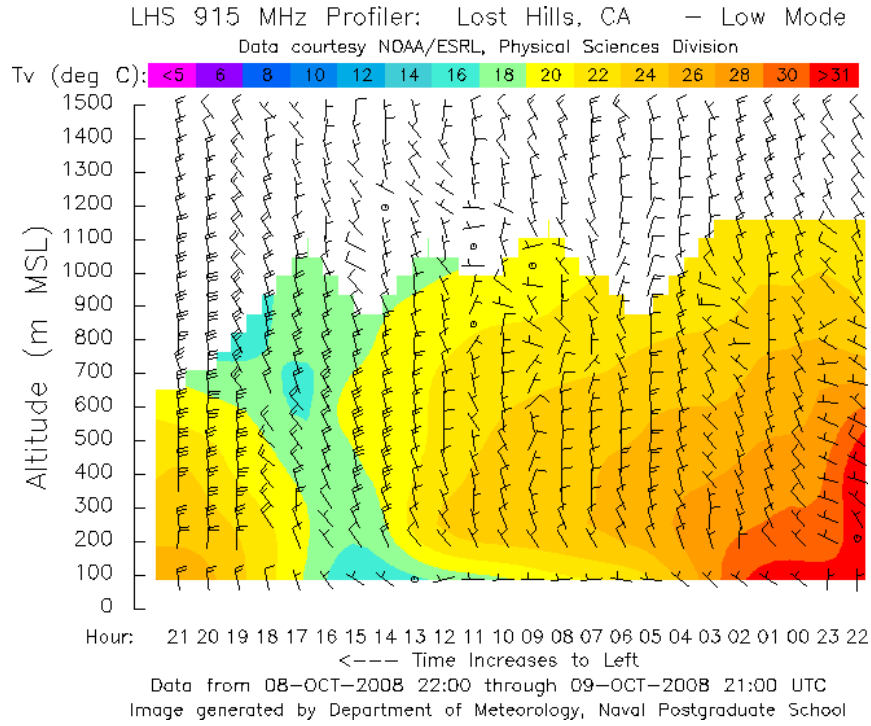 LHS 915 MHz Profiler: Lost Hills, CA – Low Mode
Data courtesy NOAA/ESRL, Physical Sciences Division
Tv (deg C): <5 6 8 10 12 14 16 18 20 22 24 26 28 30 >31
1500
1400
1300
1200
1100
1000
900
800
700
600
500
400
300
200
100
0
Altitude (m MSL)
Hour: 21 20 19 18 17 16 15 14 13 12 11 10 09 08 07 06 05 04 03 02 01 00 23 22
<--- Time Increases to Left
Data from 08-OCT-2008 22:00 through 09-OCT-2008 21:00 UTC
Image generated by Department of Meteorology, Naval Postgraduate School